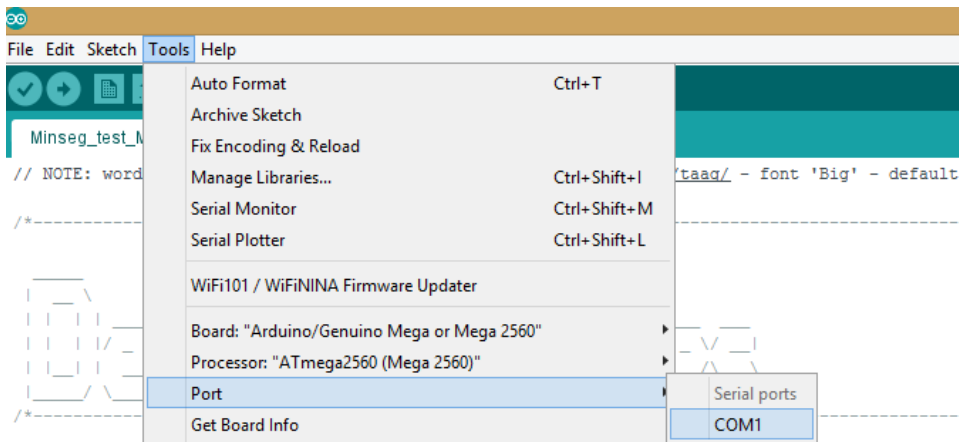 File Edit Sketch Tools Help
Auto Format Ctrl+T
Archive Sketch
Minseg_test_M
Fix Encoding & Reload
// NOTE: word
Manage Libraries... Ctrl+Shift+I
/taag/ - font 'Big' - default
Serial Monitor Ctrl+Shift+M
/*
Serial Plotter Ctrl+Shift+L
WiFi101 / WiFiNINA Firmware Updater
Board: "Arduino/Genuino Mega or Mega 2560"
Processor: "ATmega2560 (Mega 2560)"
Port
Serial ports
/*
Get Board Info
COM1